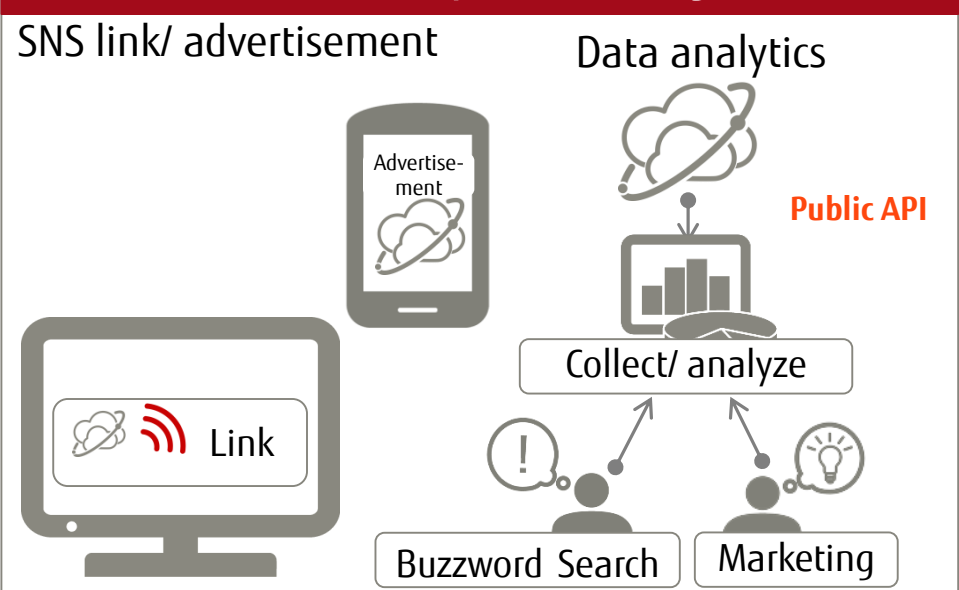 SNS link/ advertisement
Data analytics
Advertise-
ment
Public API
Collect/ analyze
Link
!
Buzzword Search
Marketing